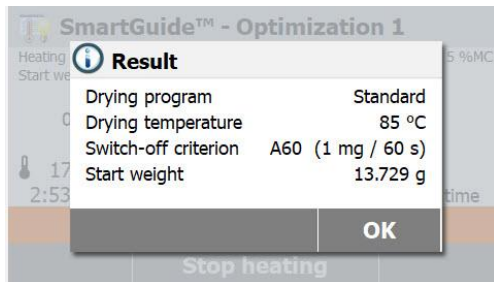 SmartGuide™ - Optimization 1
Heating
5 %MC
Start we
Result
Drying program Standard
Drying temperature 85 °C
Switch-off criterion A60 (1 mg / 60 s)
Start weight 13.729 g
0
17
2:53
time
OK
Stop heating